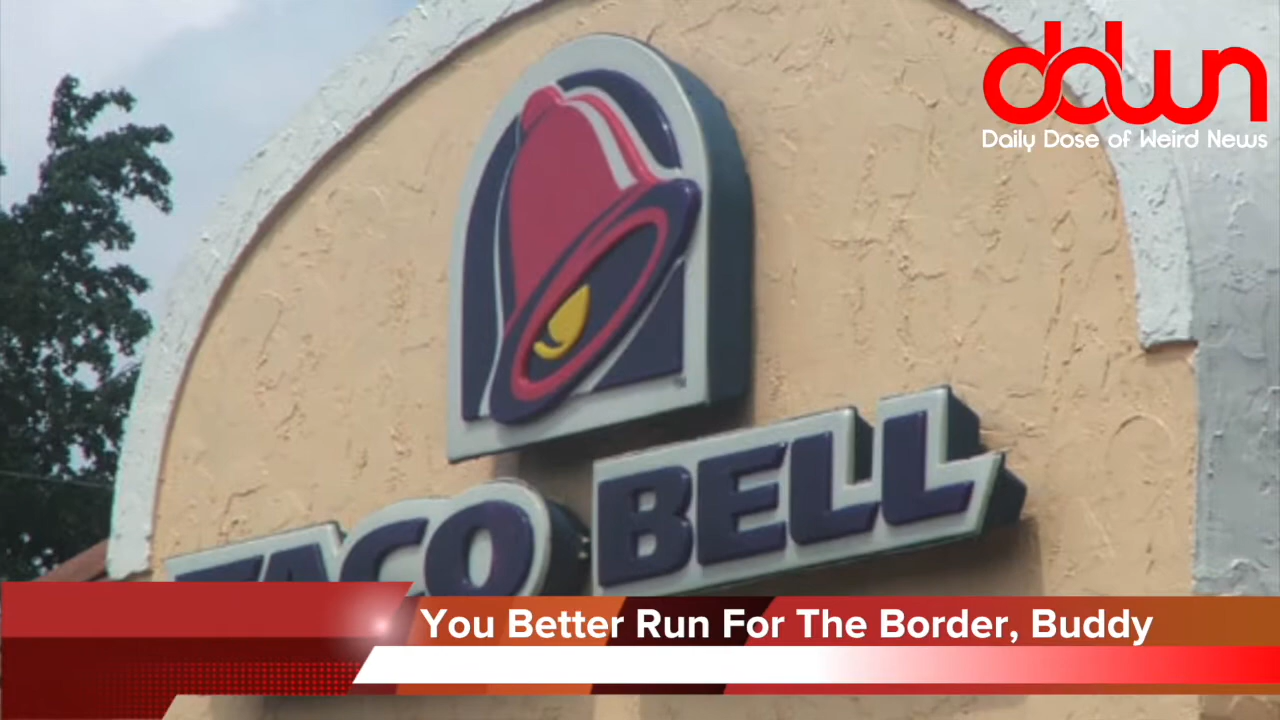 ddwn
Daily Dose of Weird News
TACO BELL
You Better Run For The Border, Buddy